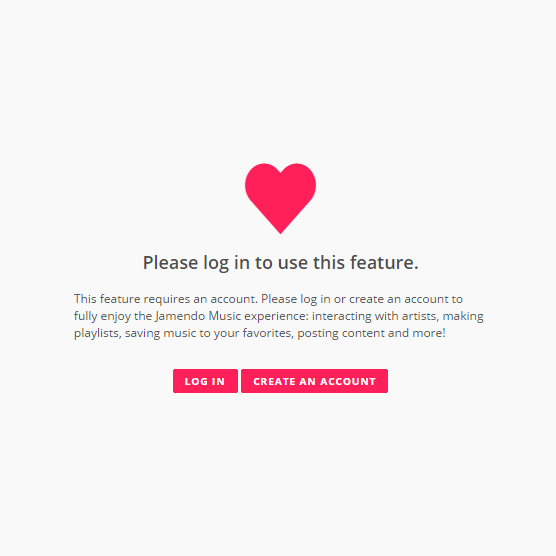 Please log in to use this feature.
This feature requires an account. Please log in or create an account to
fully enjoy the Jamendo Music experience: interacting with artists, making
playlists, saving music to your favorites, posting content and more!
LOG IN
CREATE AN ACCOUNT